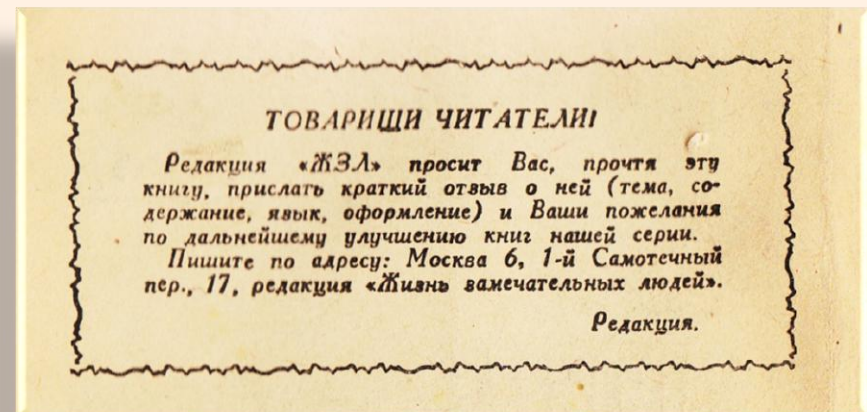 ТОВАРИЩИ ЧИТАТЕЛИ!
Редакция «ЖЗЛ» просит Вас, прочтя эту
книгу, прислать краткий отзыв о ней (тема, со-
держание, язык, оформление) и Ваши пожелания
по дальнейшему улучшению книг нашей серии.
Пишите по адресу: Москва 6, 1-й Самотечный
пер., 17, редакция «Жизнь замечательных людей».
Редакция.